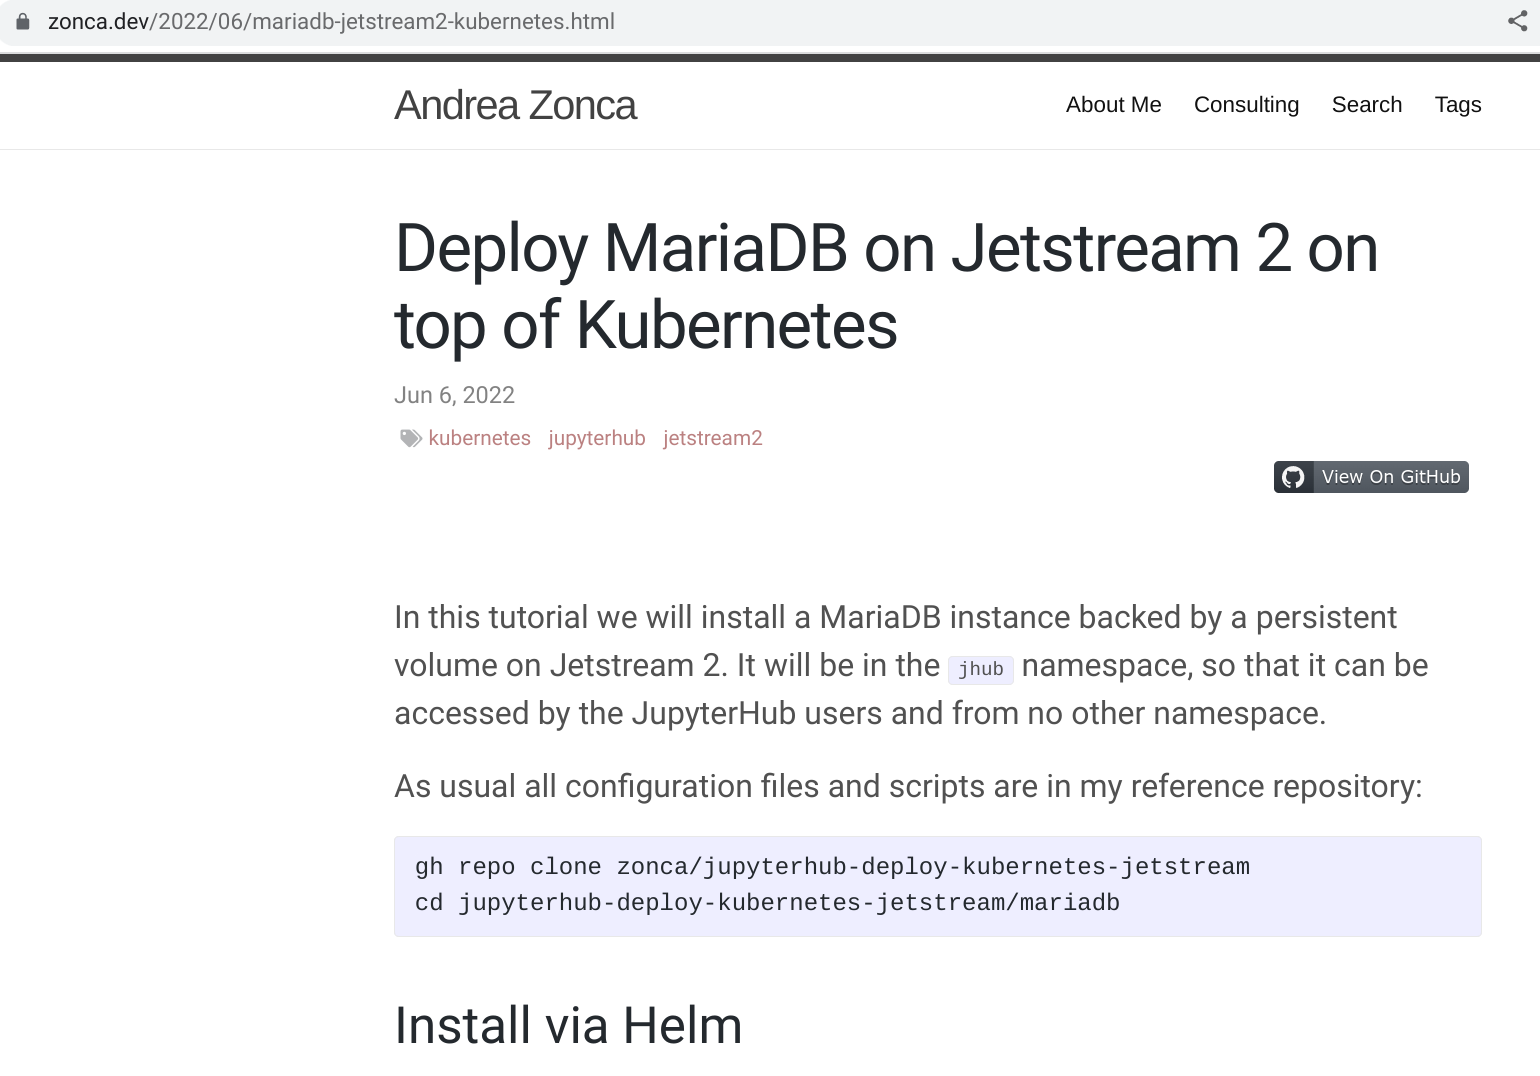 zonca.dev/2022/06/mariadb-jetstream2-kubernetes.html
Andrea Zonca
About Me Consulting Search Tags
Deploy MariaDB on Jetstream 2 on
top of Kubernetes
Jun 6, 2022
kubernetes jupyterhub jetstream2
View On GitHub
In this tutorial we will install a MariaDB instance backed by a persistent
volume on Jetstream 2. It will be in the jhub namespace, so that it can be
accessed by the JupyterHub users and from no other namespace.
As usual all configuration files and scripts are in my reference repository:
gh repo clone zonca/jupyterhub-deploy-kubernetes-jetstream
cd jupyterhub-deploy-kubernetes-jetstream/mariadb
Install via Helm